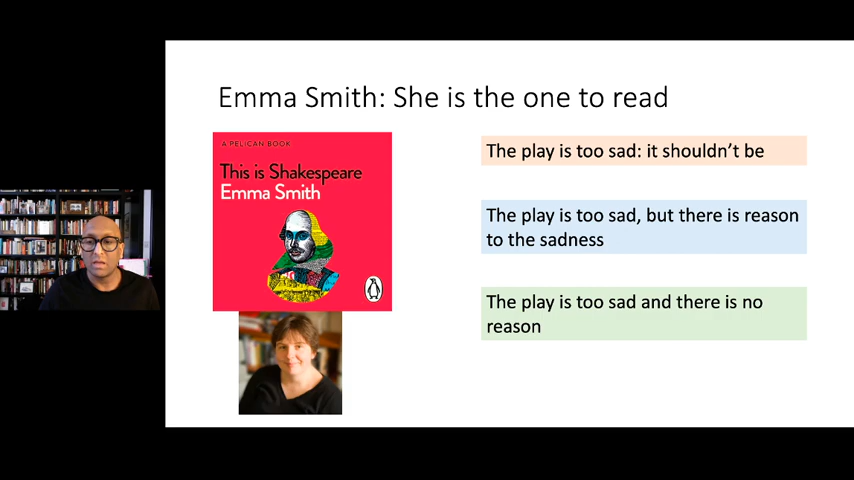 Emma Smith: She is the one to read
A PELICAN BOOK
This is Shakespeare
Emma Smith
The play is too sad: it shouldn't be
The play is too sad, but there is reason
to the sadness
The play is too sad and there is no
reason